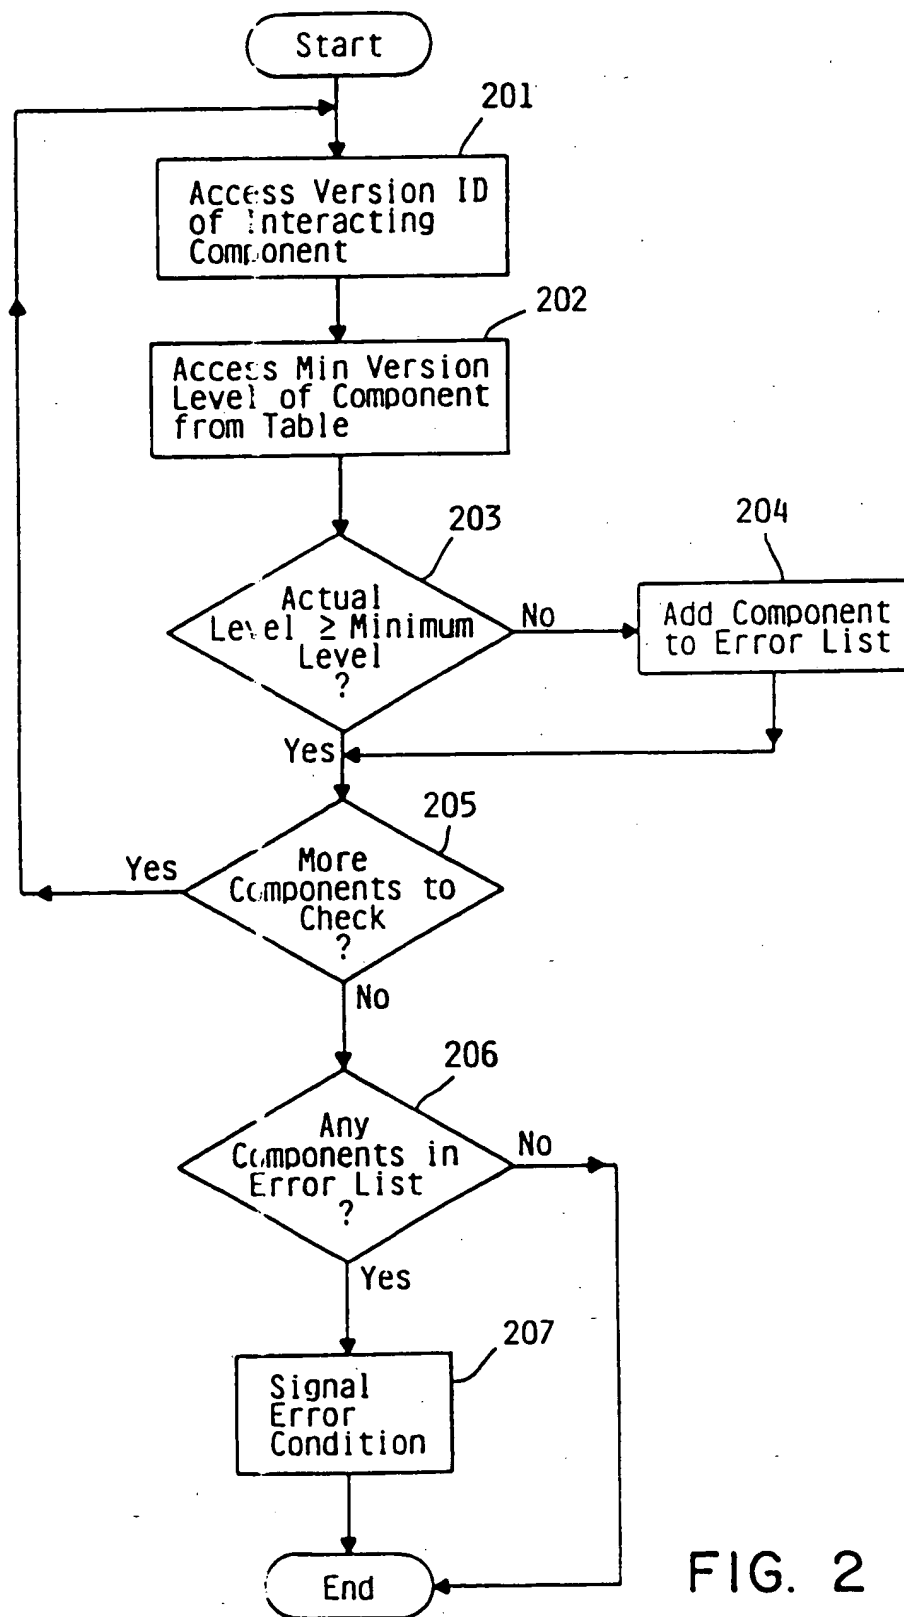 Start
201
Access Version ID
of Interacting
Component
202
Access Min Version
Level of Component
from Table
203
Actual
Level ≥ Minimum
Level
?
No
204
Add Component
to Error List
Yes
205
More
Components to
Check
?
Yes
No
206
Any
Components in
Error List
?
No
Yes
207
Signal
Error
Condition
End
FIG. 2